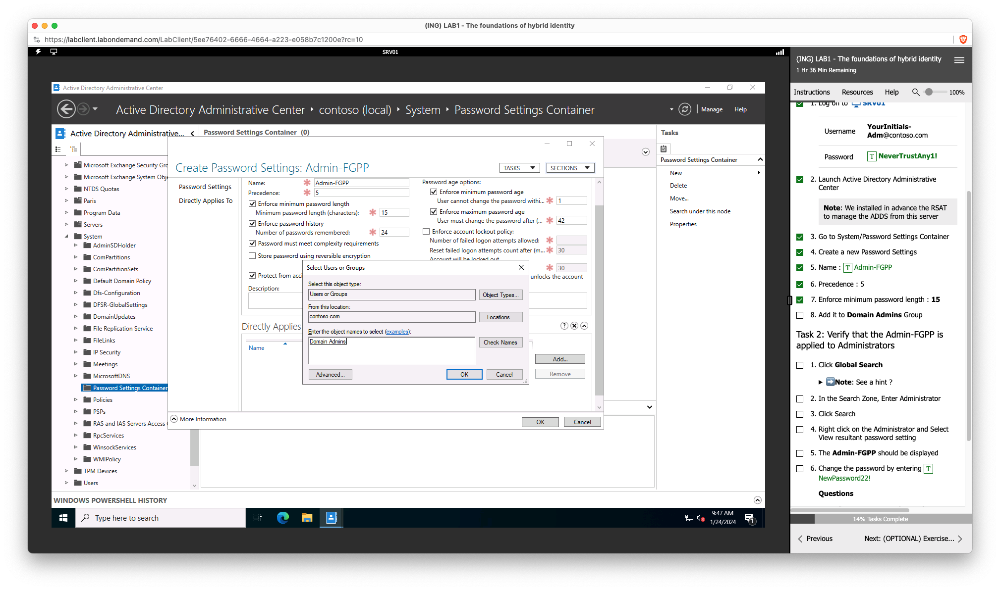 (ING) LAB1 - The foundations of hybrid identity
https://labclient.labondemand.com/LabClient/5ee76402-6666-4664-a223-e058b7c1200e?rc=10
SRV01
Active Directory Administrative Center
Active Directory Administrative Center
contoso (local)
System
Password Settings Container
Manage
Help
Active Directory Administrative...
Microsoft Exchange Security Gro
Microsoft Exchange System Obje
NTDS Quotas
Paris
Program Data
Servers
System
AdminSDHolder
ComPartitions
ComPartitionSets
Default Domain Policy
Dfs-Configuration
DFSR-GlobalSettings
DomainUpdates
File Replication Service
FileLinks
IP Security
Meetings
MicrosoftDNS
Password Settings Container
Policies
PSPs
RAS and IAS Servers Access
RpcServices
WinsockServices
WMIPolicy
TPM Devices
Users
Password Settings Container (0)
Create Password Settings: Admin-FGPP
TASKS
SECTIONS
Password Settings
Directly Applies To
Name:
Admin-FGPP
Precedence:
5
Enforce minimum password length
Minimum password length (characters):
15
Enforce password history
Number of passwords remembered:
24
Password must meet complexity requirements
Store password using reversible encryption
Protect from acci
Description:
Password age options:
Enforce minimum password age
User cannot change the password withi...
1
Enforce maximum password age
User must change the password after (...
42
Enforce account lockout policy:
Number of failed logon attempts allowed:
Reset failed logon attempts count after (m...
30
Account will be locked out
30
unlocks the account
Directly Applies
Name
Add...
Remove
More Information
OK
Cancel
Select Users or Groups
Select this object type:
Users or Groups
Object Types...
From this location:
contoso.com
Locations...
Enter the object names to select (examples):
Domain Admins
Check Names
Advanced...
OK
Cancel
Tasks
Password Settings Container
New
Delete
Move...
Search under this node
Properties
WINDOWS POWERSHELL HISTORY
Type here to search
9:47 AM
1/24/2024
1
(ING) LAB1 - The foundations of hybrid identity
1 Hr 36 Min Remaining
Instructions
Resources
Help
100%
1. Log on to SRV01
Username
YourInitials-
Adm@contoso.com
Password
T NeverTrustAny1!
2. Launch Active Directory Administrative
Center
Note: We installed in advance the RSAT
to manage the ADDS from this server
3. Go to System/Password Settings Container
4. Create a new Password Settings
5. Name : T Admin-FGPP
6. Precedence : 5
7. Enforce minimum password length : 15
8. Add it to Domain Admins Group
Task 2: Verify that the Admin-FGPP is
applied to Administrators
1. Click Global Search
Note: See a hint ?
2. In the Search Zone, Enter Administrator
3. Click Search
4. Right click on the Administrator and Select
View resultant password setting
5. The Admin-FGPP should be displayed
6. Change the password by entering T
NewPassword22!
Questions
14% Tasks Complete
Previous
Next: (OPTIONAL) Exercise...